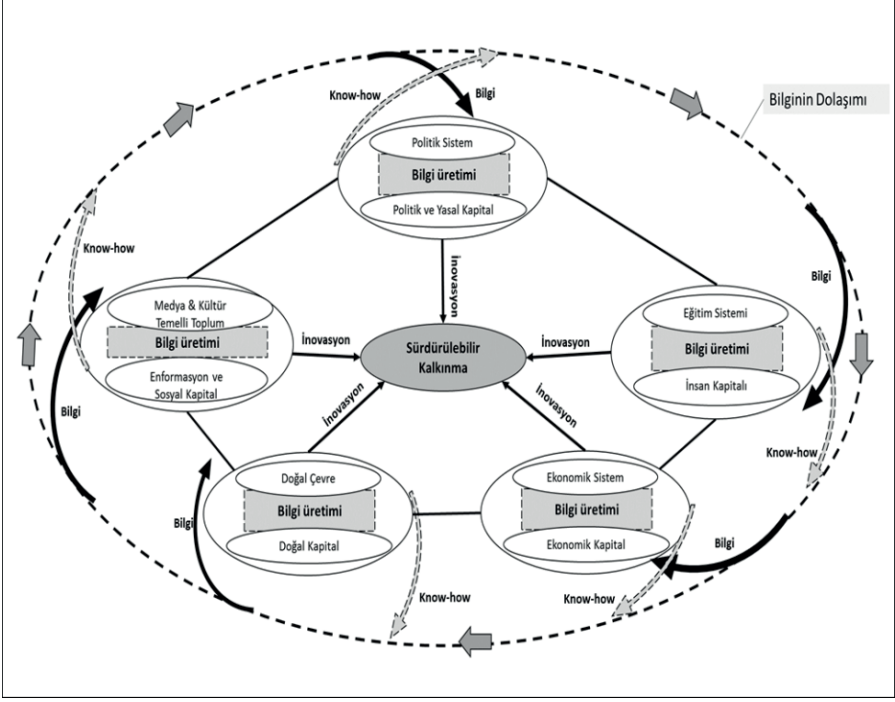 Know-how
Bilgi
Bilginin Dolaşımı
Politik Sistem
Bilgi üretimi
Politik ve Yasal Kapital
İnovasyon
Know-how
Bilgi
Medya & Kültür
Temelli Toplum
Bilgi üretimi
Enformasyon ve
Sosyal Kapital
İnovasyon
Sürdürülebilir
Kalkınma
İnovasyon
Eğitim Sistemi
Bilgi üretimi
İnsan Kapitalı
Bilgi
İnovasyon
İnovasyon
Know-how
Doğal Çevre
Bilgi üretimi
Doğal Kapital
Ekonomik Sistem
Bilgi üretimi
Ekonomik Kapital
Bilgi
Bilgi
Know-how
Know-how